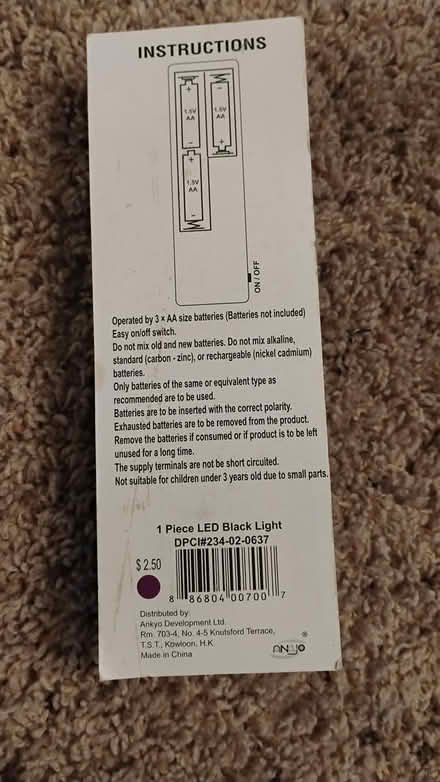 INSTRUCTIONS
+
1.5V
AA
-
-
1.5V
AA
+
+
1.5V
AA
-
ON / OFF
Operated by 3 × AA size batteries (Batteries not included)
Easy on/off switch.
Do not mix old and new batteries. Do not mix alkaline,
standard (carbon - zinc), or rechargeable (nickel cadmium)
batteries.
Only batteries of the same or equivalent type as
recommended are to be used.
Batteries are to be inserted with the correct polarity.
Exhausted batteries are to be removed from the product.
Remove the batteries if consumed or if product is to be left
unused for a long time.
The supply terminals are not be short circuited.
Not suitable for children under 3 years old due to small parts.
1 Piece LED Black Light
DPCI#234-02-0637
$ 2.50
8 86804 00700 7
Distributed by:
Ankyo Development Ltd.
Rm. 703-4, No. 4-5 Knutsford Terrace,
T.S.T., Kowloon, H.K
Made in China
ANKYO ®